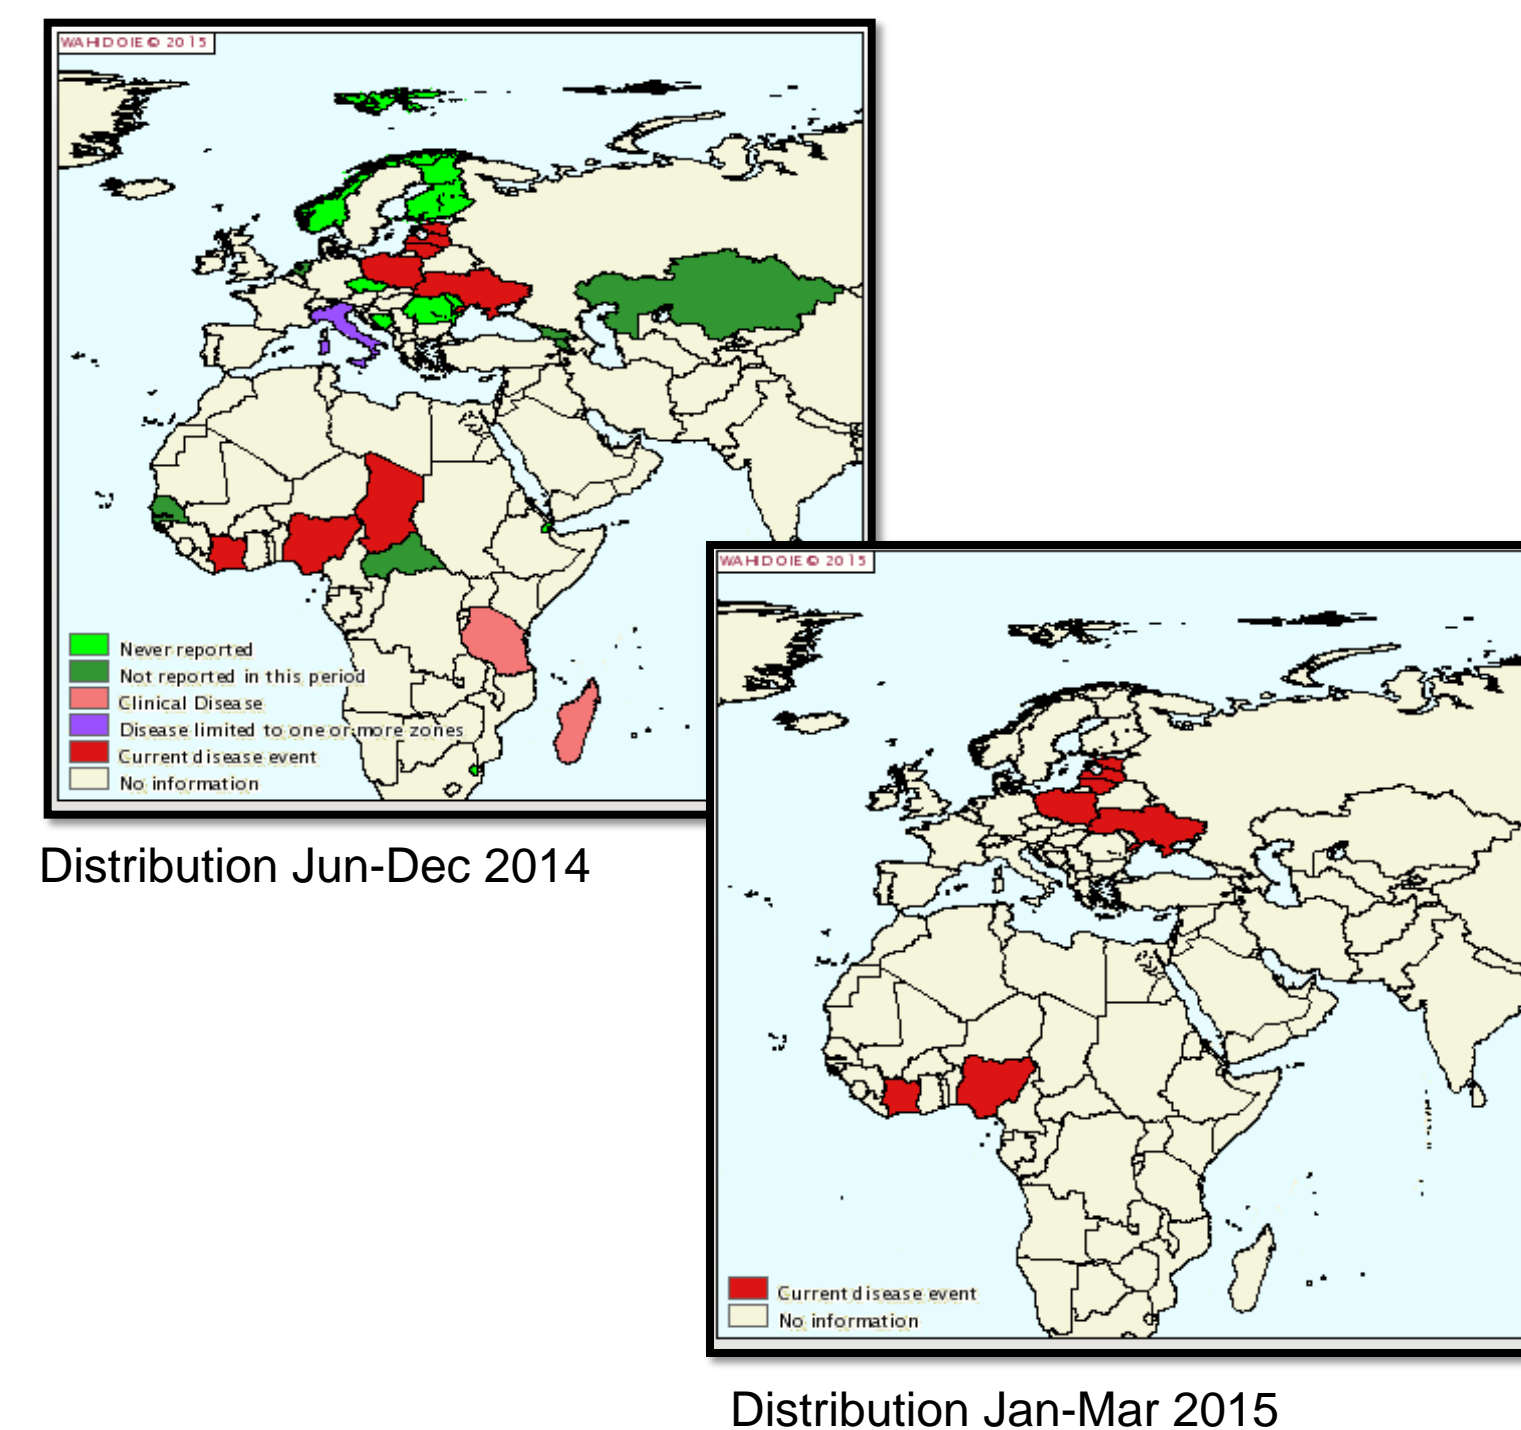 WAHID OIE © 2015
Never reported
Not reported in this period
Clinical Disease
Disease limited to one or more zones
Current disease event
No information
Distribution Jun-Dec 2014
WAHID OIE © 2015
Current disease event
No information
Distribution Jan-Mar 2015